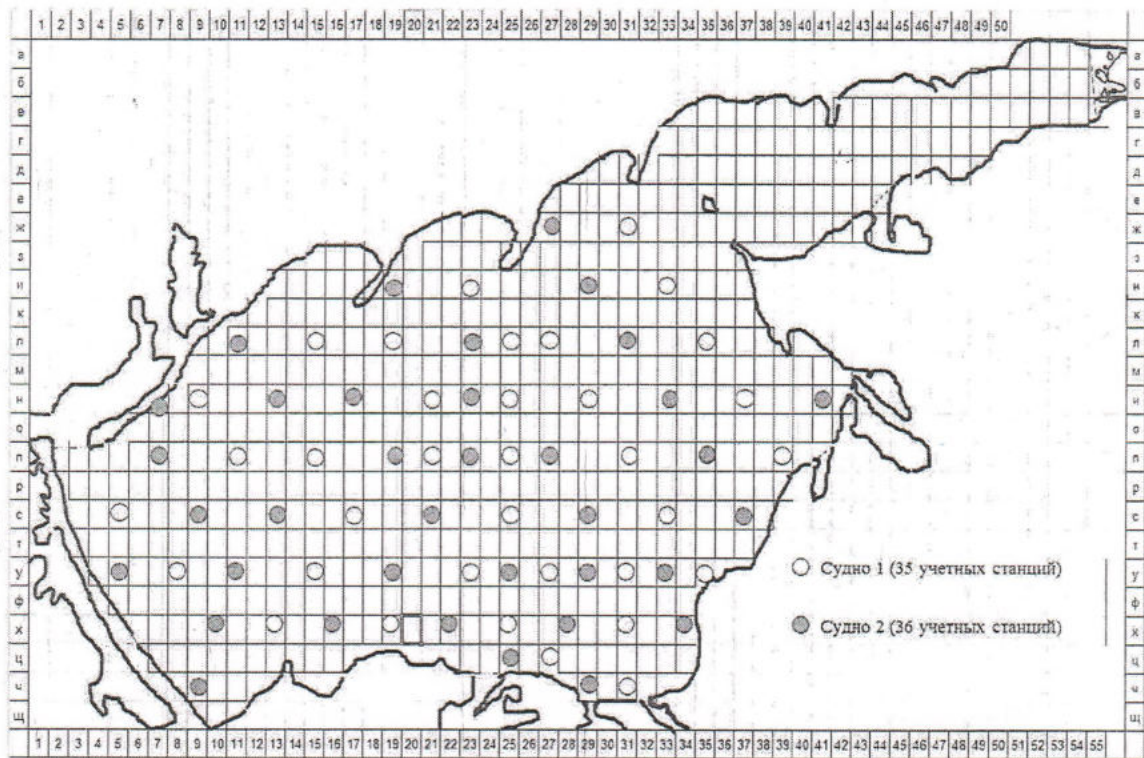 1 2 3 4 5 6 7 8 9 10 11 12 13 14 15 16 17 18 19 20 21 22 23 24 25 26 27 28 29 30 31 32 33 34 35 36 37 38 39 40 41 42 43 44 45 46 47 48 49 50
а а
б б
в в
г г
д д
е е
ж ж
з з
и и
к к
л л
м м
н н
о о
п п
р р
с с
т т
у Судно 1 (35 учетных станций) у
ф ф
х Судно 2 (36 учетных станций) х
ц ц
ч ч
щ щ
1 2 3 4 5 6 7 8 9 10 11 12 13 14 15 16 17 18 19 20 21 22 23 24 25 26 27 28 29 30 31 32 33 34 35 36 37 38 39 40 41 42 43 44 45 46 47 48 49 50 51 52 53 54 55